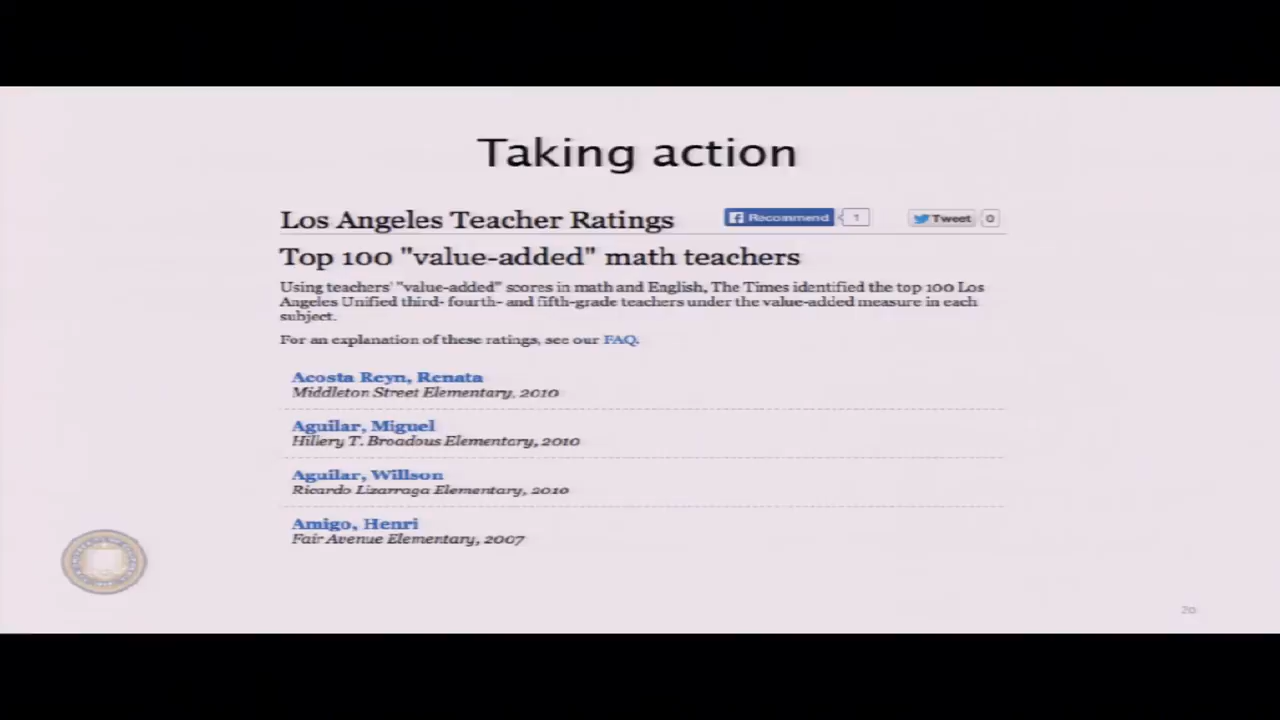 Taking action
Los Angeles Teacher Ratings
Recommend
1
Tweet
0
Top 100 "value-added" math teachers
Using teachers' "value-added" scores in math and English, The Times identified the top 100 Los
Angeles Unified third- fourth- and fifth-grade teachers under the value-added measure in each
subject.
For an explanation of these ratings, see our FAQ.
Acosta Reyn, Renata
Middleton Street Elementary, 2010
Aguilar, Miguel
Hillery T. Broadous Elementary, 2010
Aguilar, Willson
Ricardo Lizarraga Elementary, 2010
Amigo, Henri
Fair Avenue Elementary, 2007
20